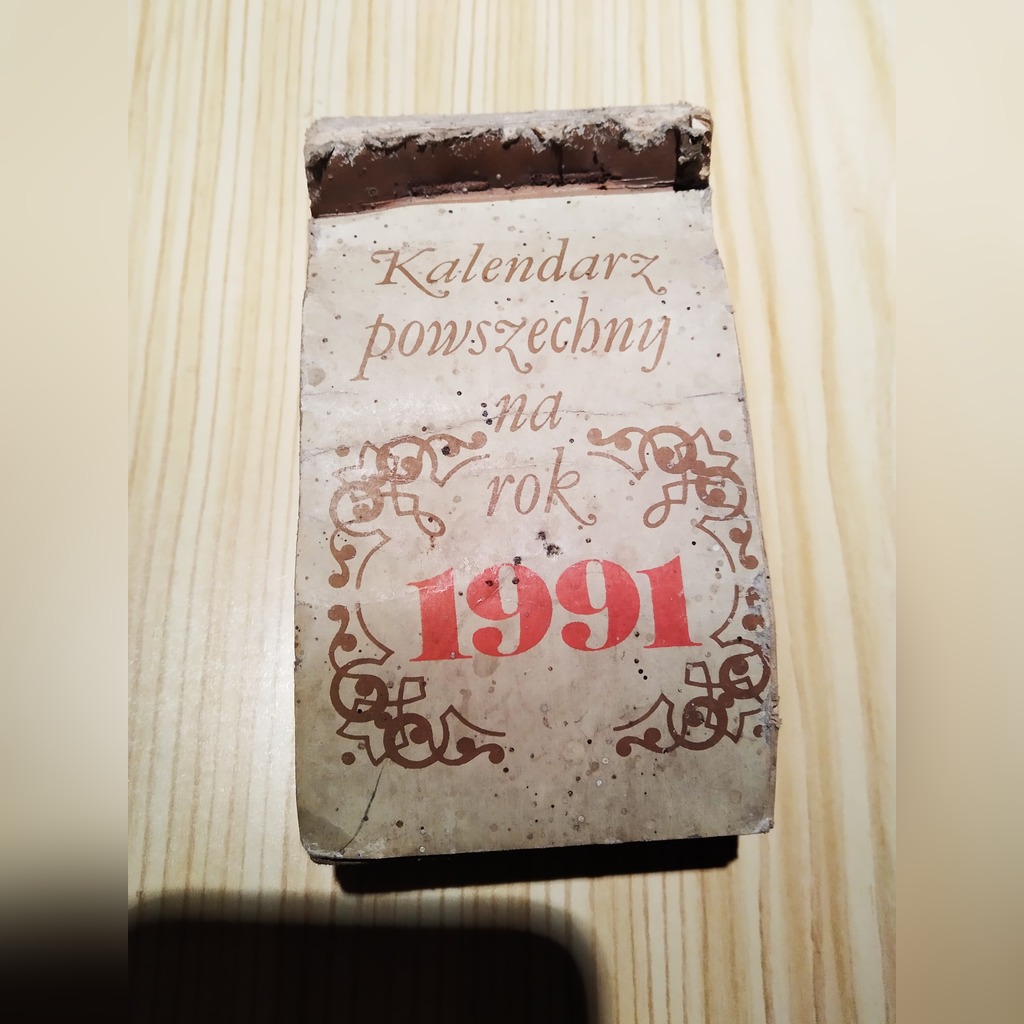 Kalendarz
powszechny
na
rok
1991